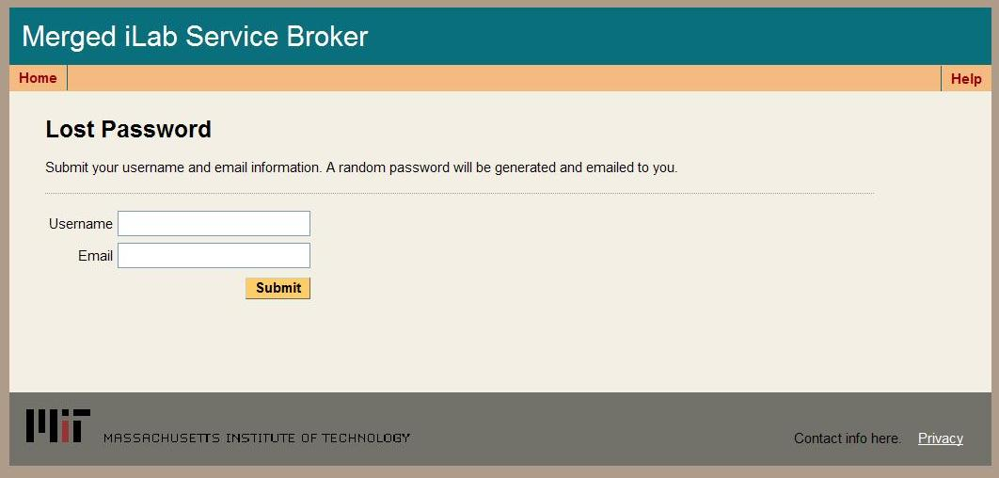 Merged iLab Service Broker
Home
Help
Lost Password
Submit your username and email information. A random password will be generated and emailed to you.
Username
Email
Submit
MIT
MASSACHUSETTS INSTITUTE OF TECHNOLOGY
Contact info here. Privacy